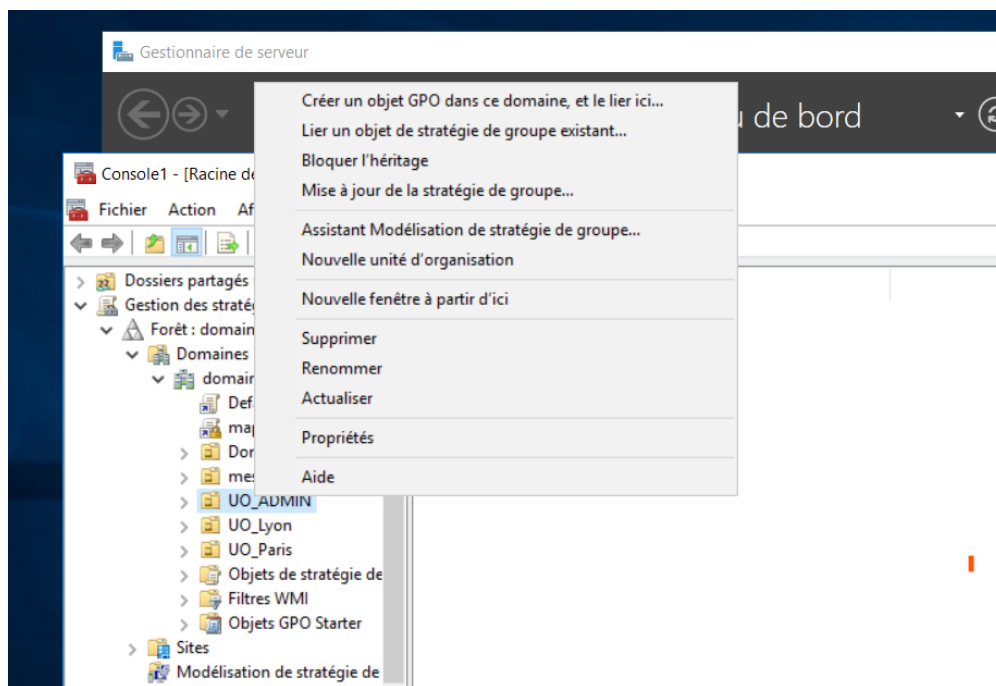 Gestionnaire de serveur
de bord
Créer un objet GPO dans ce domaine, et le lier ici...
Lier un objet de stratégie de groupe existant...
Bloquer l'héritage
Mise à jour de la stratégie de groupe...
Assistant Modélisation de stratégie de groupe...
Nouvelle unité d'organisation
Nouvelle fenêtre à partir d'ici
Supprimer
Renommer
Actualiser
Propriétés
Aide
Console1 - [Racine de
Fichier Action Af
Dossiers partagés
Gestion des straté
Forêt : domain
Domaines
domain
Def
map
Dor
mes
UO_ADMIN
UO_Lyon
UO_Paris
Objets de stratégie de
Filtres WMI
Objets GPO Starter
Sites
Modélisation de stratégie de